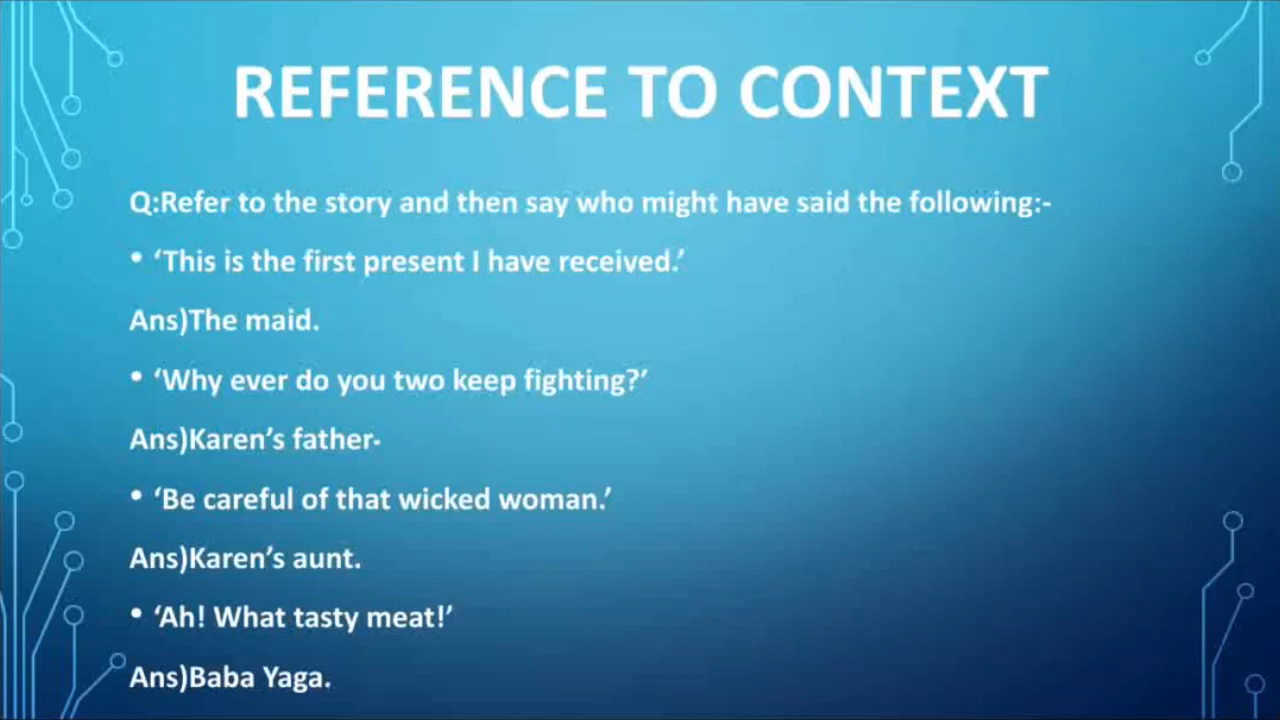 REFERENCE TO CONTEXT
Q:Refer to the story and then say who might have said the following:-
• ‘This is the first present I have received.’
Ans)The maid.
• ‘Why ever do you two keep fighting?’
Ans)Karen’s father-
• ‘Be careful of that wicked woman.’
Ans)Karen’s aunt.
• ‘Ah! What tasty meat!’
Ans)Baba Yaga.